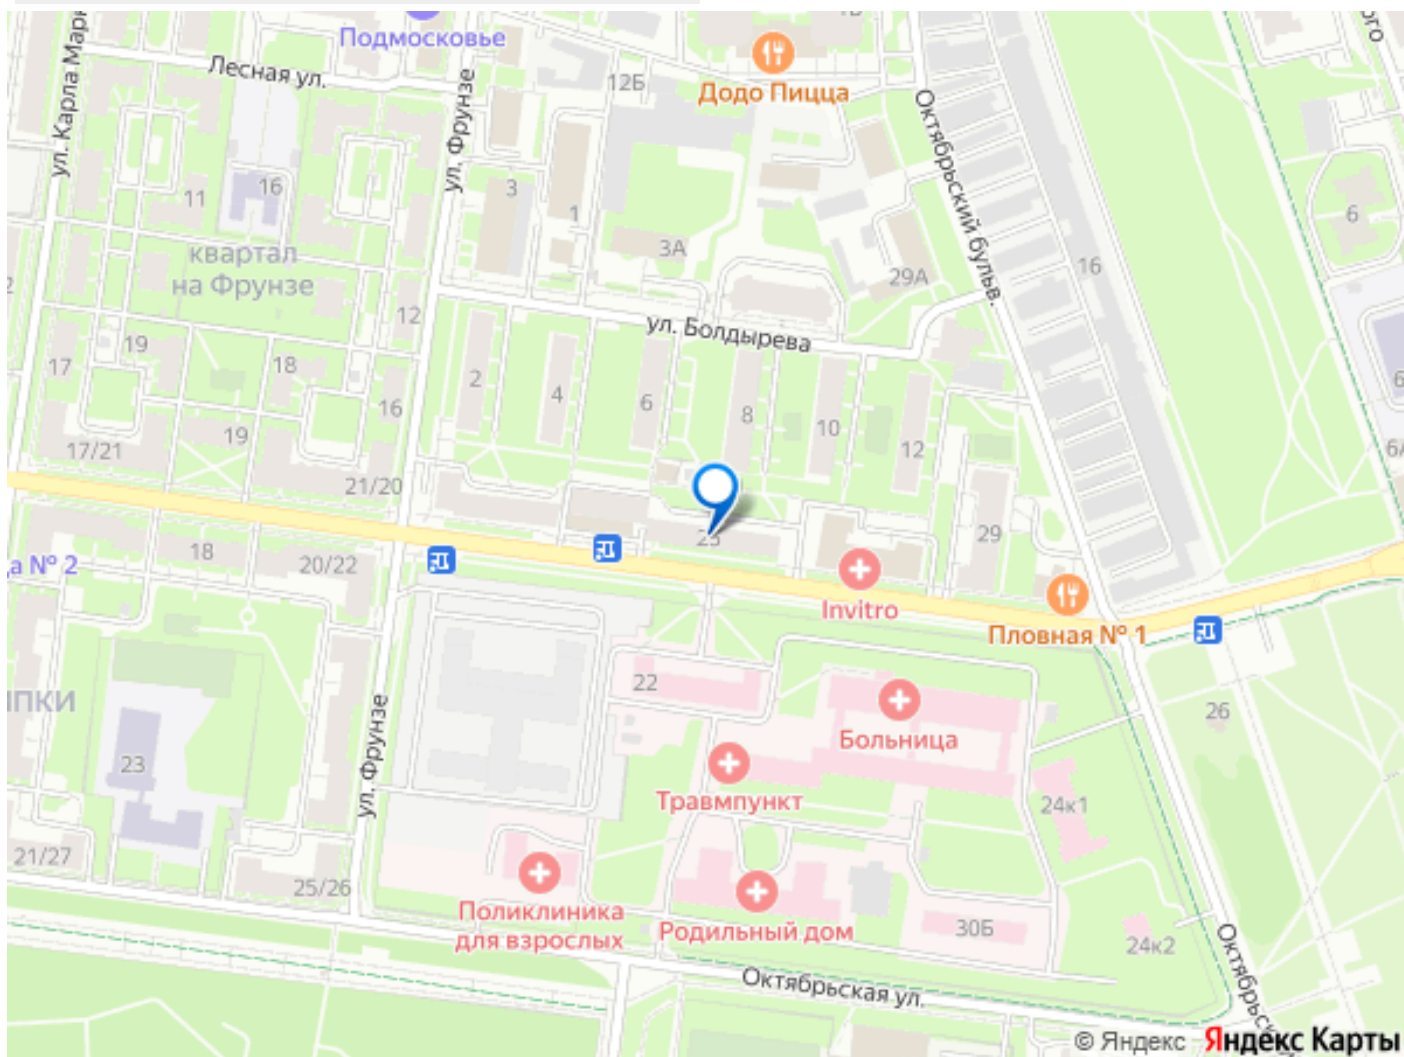 Подмосковье
Лесная ул.
ул. Карла Мар
ул. Фрунзе
12Б
Додо Пицца
Октябрьский бульв.
ого
11
16
3
1
3А
29А
16
6
квартал
на Фрунзе
12
ул. Болдырева
17
19
18
16
2
4
6
8
10
12
17/21
19
21/20
29
6А
18
20/22
а № 2
Invitro
Пловная № 1
22
Больница
26
ПКИ
ул. Фрунзе
23
Травмпункт
24к1
21/27
25/26
Поликлиника
для взрослых
Родильный дом
30Б
24к2
Октябрьская ул.
Октябрьск
© Яндекс Яндекс Карты